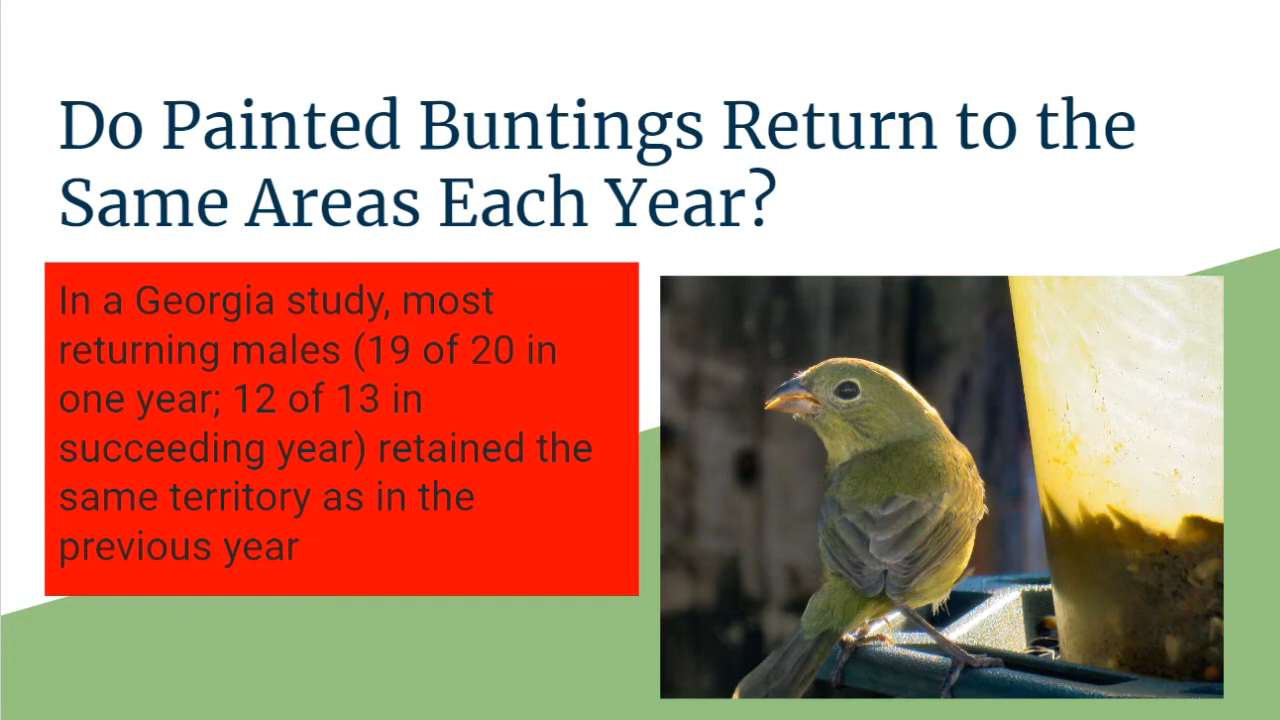 Do Painted Buntings Return to the
Same Areas Each Year?
In a Georgia study, most
returning males (19 of 20 in
one year; 12 of 13 in
succeeding year) retained the
same territory as in the
previous year